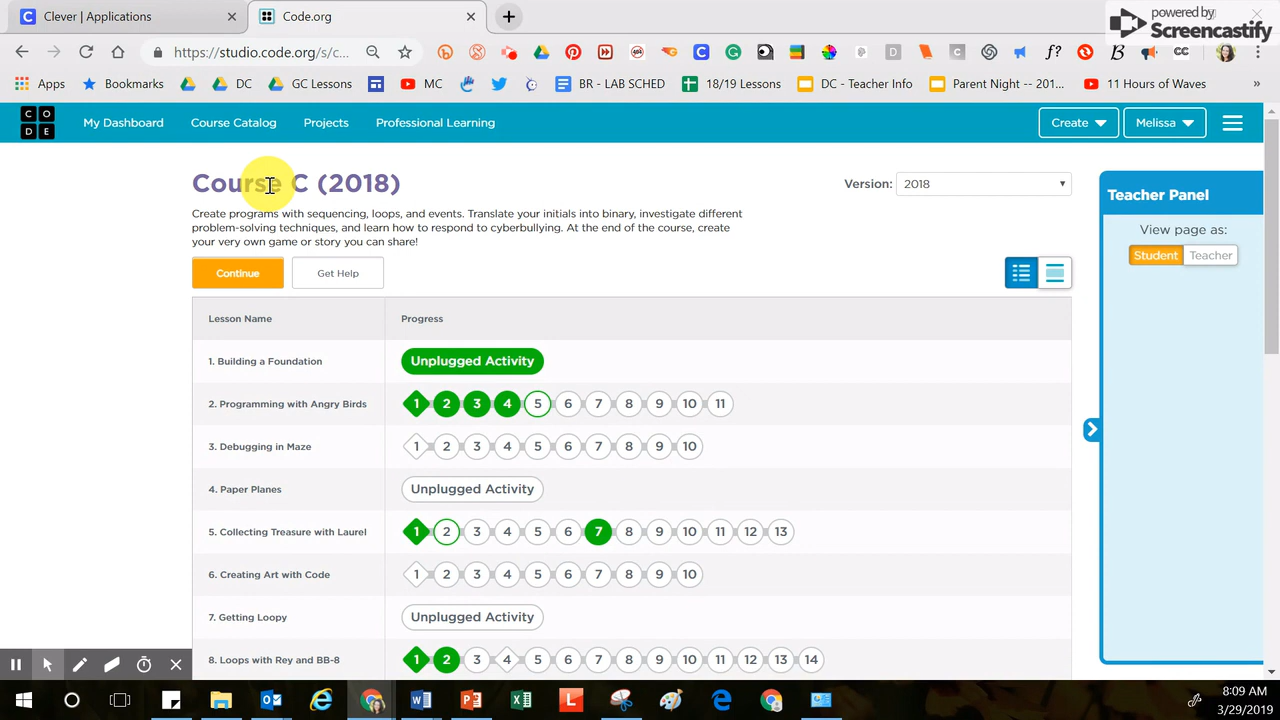 Clever | Applications
Code.org
powered by
Screencastify
https://studio.code.org/s/c...
Apps
Bookmarks
DC
GC Lessons
MC
BR - LAB SCHED
18/19 Lessons
DC - Teacher Info
Parent Night -- 201...
11 Hours of Waves
»
C O
D E
My Dashboard
Course Catalog
Projects
Professional Learning
Create
Melissa
Course C (2018)
Version:
2018
Create programs with sequencing, loops, and events. Translate your initials into binary, investigate different
problem-solving techniques, and learn how to respond to cyberbullying. At the end of the course, create
your very own game or story you can share!
Continue
Get Help
Teacher Panel
View page as:
Student
Teacher
Lesson Name
Progress
1. Building a Foundation
Unplugged Activity
2. Programming with Angry Birds
1 2 3 4 5 6 7 8 9 10 11
3. Debugging in Maze
1 2 3 4 5 6 7 8 9 10
4. Paper Planes
Unplugged Activity
5. Collecting Treasure with Laurel
1 2 3 4 5 6 7 8 9 10 11 12 13
6. Creating Art with Code
1 2 3 4 5 6 7 8 9 10
7. Getting Loopy
Unplugged Activity
8. Loops with Rey and BB-8
1 2 3 4 5 6 7 8 9 10 11 12 13 14
8:09 AM
3/29/2019